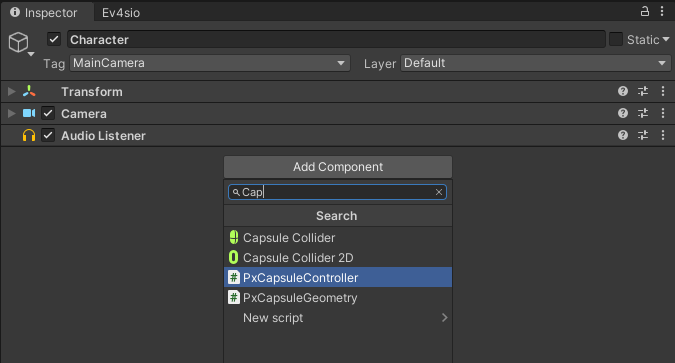 Inspector Ev4sio
Character Static
Tag MainCamera Layer Default
Transform
Camera
Audio Listener
Add Component
Cap
Search
Capsule Collider
Capsule Collider 2D
# PxCapsuleController
# PxCapsuleGeometry
New script